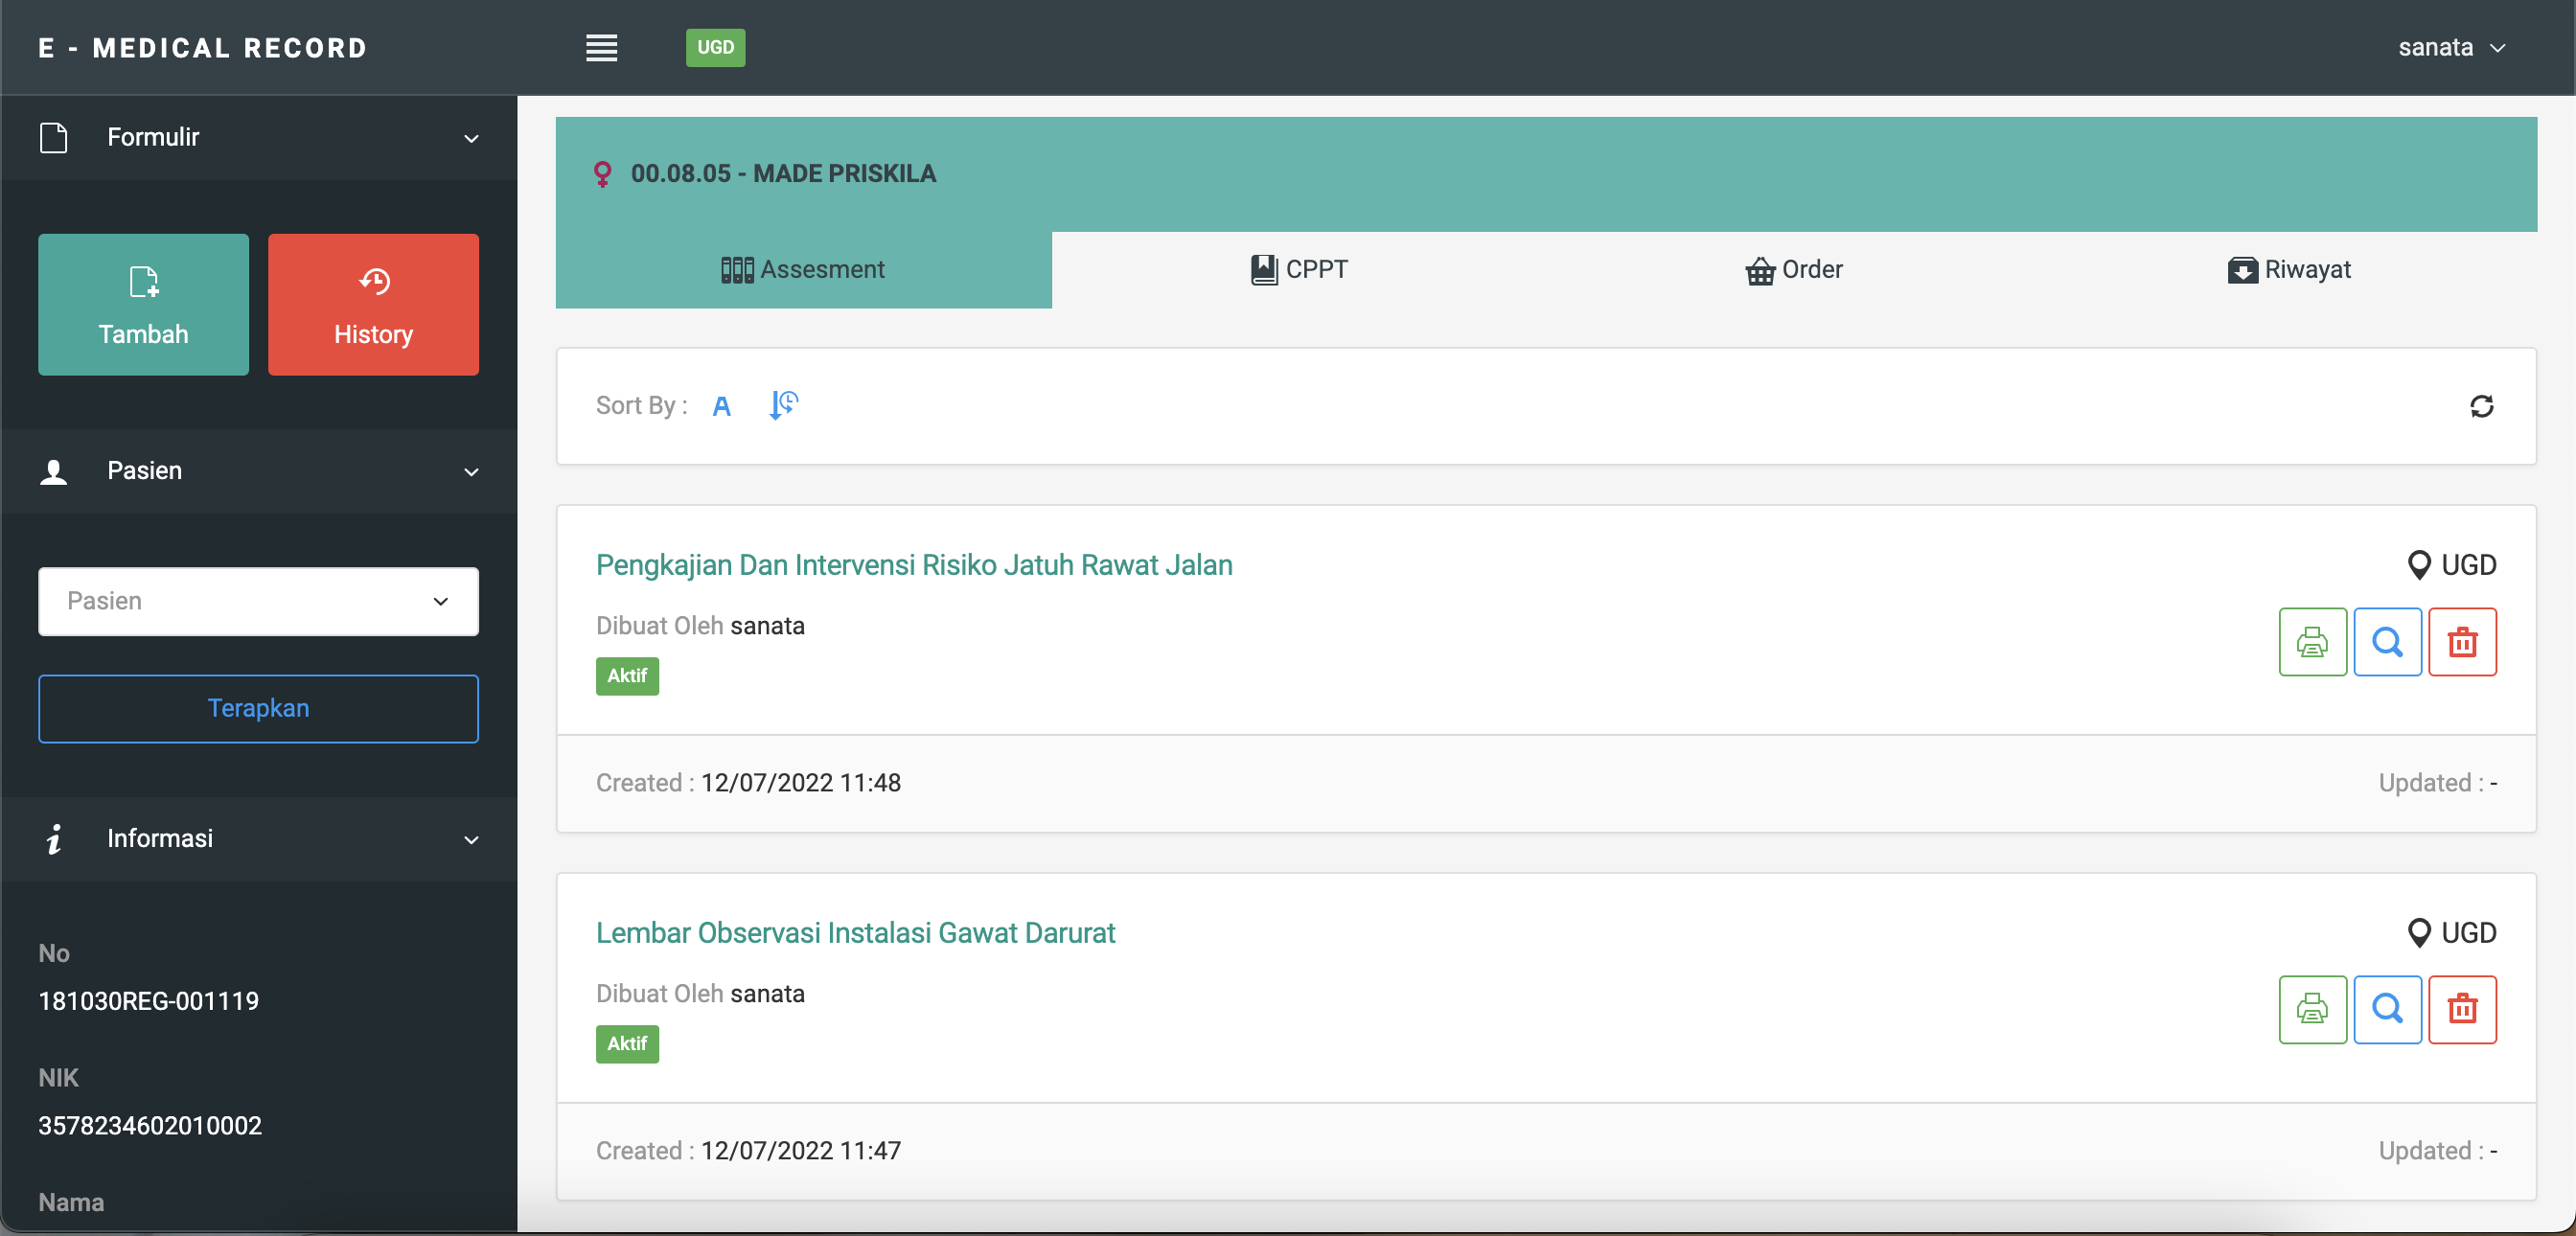 E - MEDICAL RECORD
UGD
sanata
Formulir
Tambah
History
Pasien
Pasien
Terapkan
Informasi
No
181030REG-001119
NIK
3578234602010002
Nama
00.08.05 - MADE PRISKILA
Assesment
CPPT
Order
Riwayat
Sort By : A
Pengkajian Dan Intervensi Risiko Jatuh Rawat Jalan
UGD
Dibuat Oleh sanata
Aktif
Created : 12/07/2022 11:48
Updated : -
Lembar Observasi Instalasi Gawat Darurat
UGD
Dibuat Oleh sanata
Aktif
Created : 12/07/2022 11:47
Updated : -